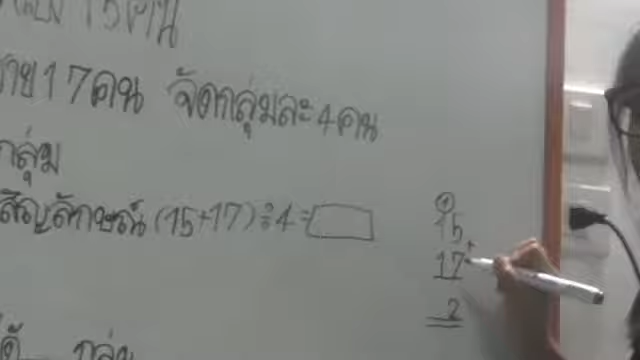 15 คน
ชาย 17 คน จัดกลุ่มละ 4 คน
กลุ่ม
สัญลักษณ์ (15+17)÷4=
1
15
+
17
2
ได้ กลุ่ม